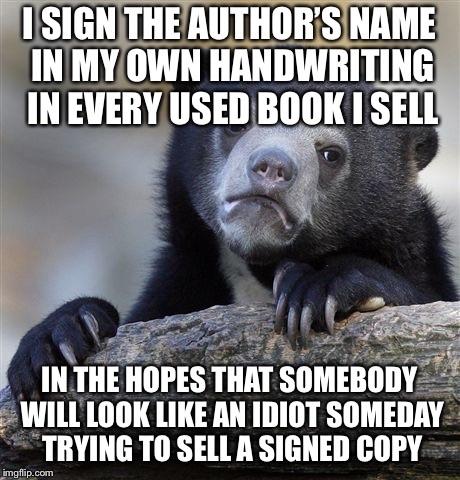 I SIGN THE AUTHOR’S NAME
IN MY OWN HANDWRITING
IN EVERY USED BOOK I SELL
IN THE HOPES THAT SOMEBODY
WILL LOOK LIKE AN IDIOT SOMEDAY
TRYING TO SELL A SIGNED COPY
imgflip.com